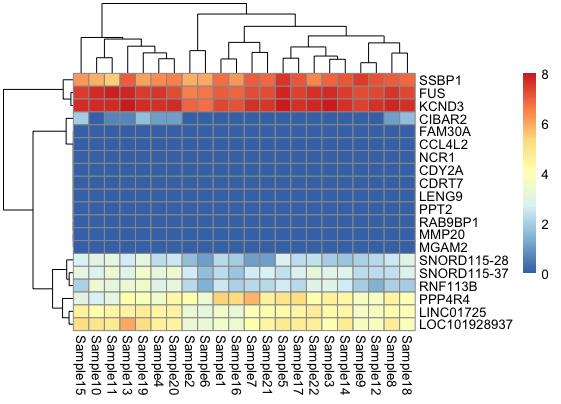 SSBP1
FUS
KCND3
CIBAR2
FAM30A
CCL4L2
NCR1
CDY2A
CDRT7
LENG9
PPT2
RAB9BP1
MMP20
MGAM2
SNORD115-28
SNORD115-37
RNF113B
PPP4R4
LINC01725
LOC101928937
8
6
4
2
0
Sample15
Sample10
Sample11
Sample13
Sample19
Sample4
Sample20
Sample2
Sample6
Sample1
Sample16
Sample7
Sample21
Sample5
Sample17
Sample22
Sample3
Sample14
Sample9
Sample12
Sample8
Sample18